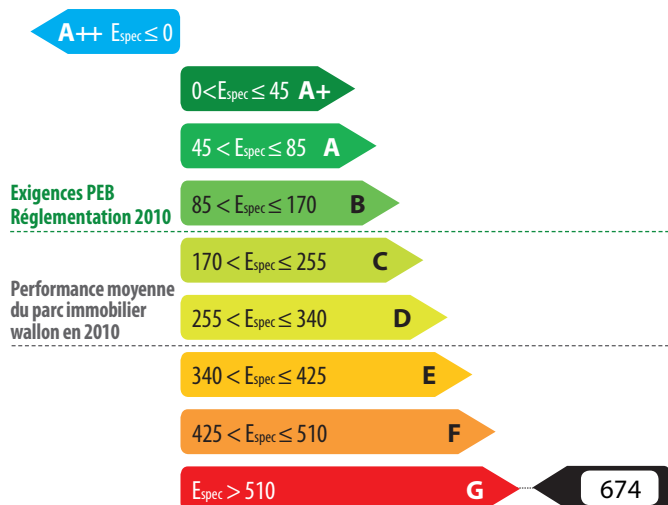 A++ Espec ≤ 0
0<Espec ≤ 45 A+
45 < Espec ≤ 85 A
Exigences PEB
Réglementation 2010
85 < Espec ≤ 170 B
170 < Espec ≤ 255 C
Performance moyenne
du parc immobilier
wallon en 2010
255 < Espec ≤ 340 D
340 < Espec ≤ 425 E
425 < Espec ≤ 510 F
Espec > 510 G 674